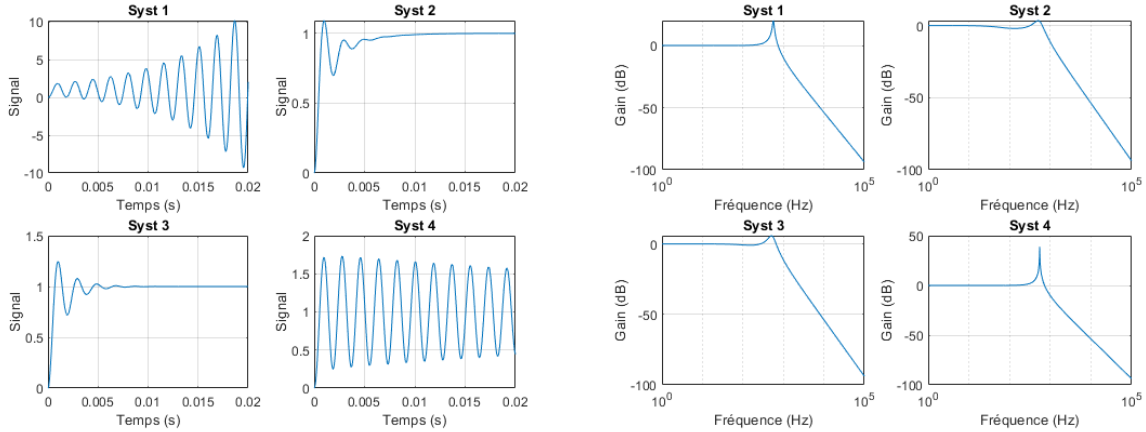 Syst 1
10
5
0
-5
-10
Signal
0 0.005 0.01 0.015 0.02
Temps (s)
Syst 2
1
0.5
0
Signal
0 0.005 0.01 0.015 0.02
Temps (s)
Syst 3
1.5
1
0.5
0
Signal
0 0.005 0.01 0.015 0.02
Temps (s)
Syst 4
2
1.5
1
0.5
0
Signal
0 0.005 0.01 0.015 0.02
Temps (s)
Syst 1
0
-50
-100
Gain (dB)
10^0 10^5
Fréquence (Hz)
Syst 2
0
-50
-100
Gain (dB)
10^0 10^5
Fréquence (Hz)
Syst 3
0
-50
-100
Gain (dB)
10^0 10^5
Fréquence (Hz)
Syst 4
50
0
-50
-100
Gain (dB)
10^0 10^5
Fréquence (Hz)